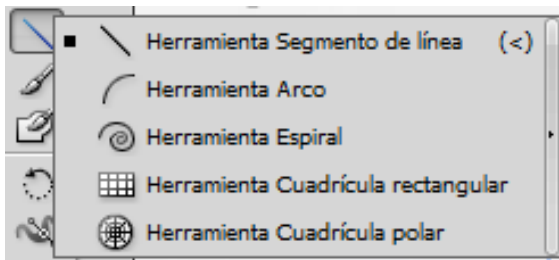 Herramienta Segmento de línea (<)
Herramienta Arco
Herramienta Espiral
Herramienta Cuadrícula rectangular
Herramienta Cuadrícula polar